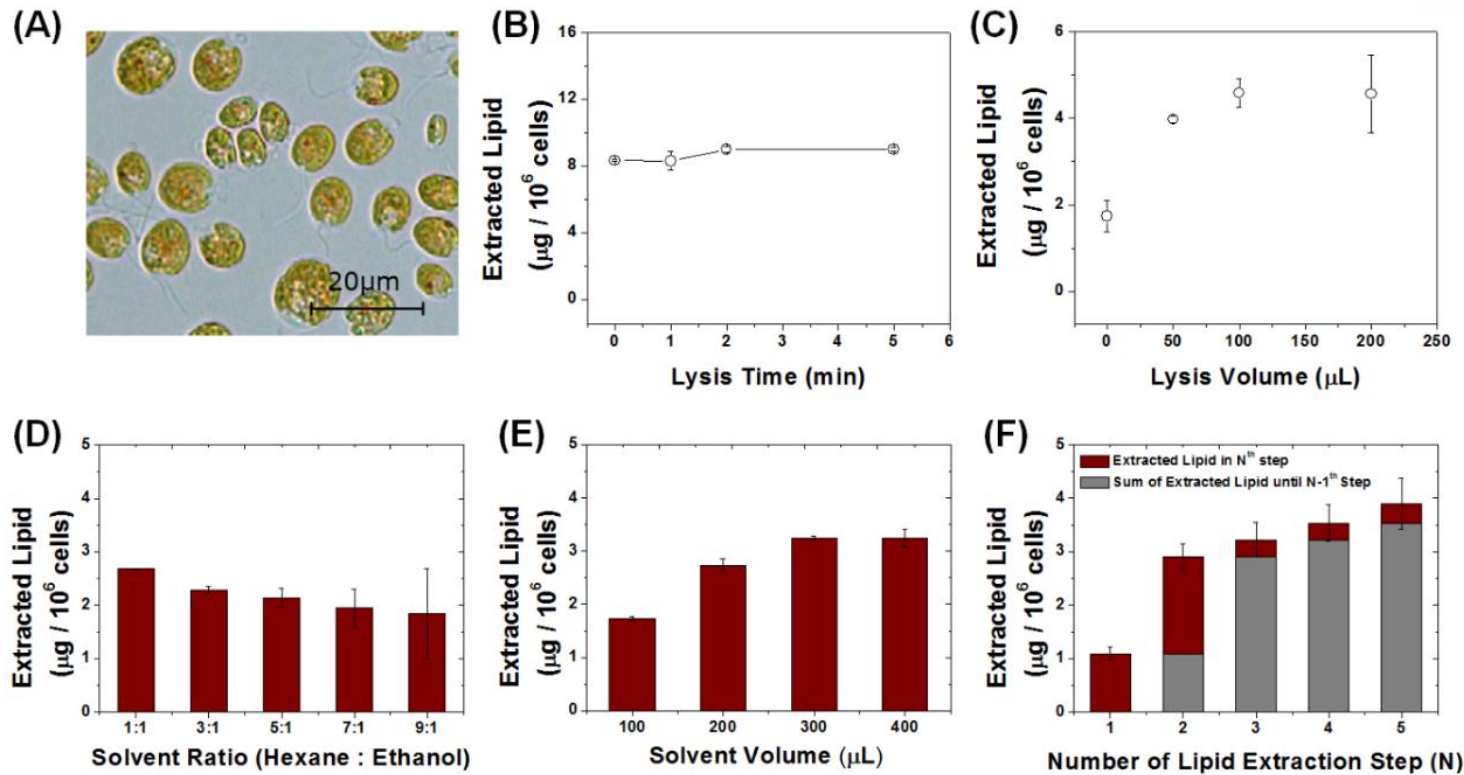 (A)
20μm
(B)
Extracted Lipid
(μg / 10⁶ cells)
16
12
8
4
0
0 1 2 3 4 5 6
Lysis Time (min)
(C)
Extracted Lipid
(μg / 10⁶ cells)
6
4
2
0
0 50 100 150 200 250
Lysis Volume (μL)
(D)
Extracted Lipid
(μg / 10⁶ cells)
5
4
3
2
1
0
1:1 3:1 5:1 7:1 9:1
Solvent Ratio (Hexane : Ethanol)
(E)
Extracted Lipid
(μg / 10⁶ cells)
5
4
3
2
1
0
100 200 300 400
Solvent Volume (μL)
(F)
Extracted Lipid
(μg / 10⁶ cells)
5
4
3
2
1
0
Extracted Lipid in Nᵗʰ step
Sum of Extracted Lipid until N-1ᵗʰ Step
1 2 3 4 5
Number of Lipid Extraction Step (N)